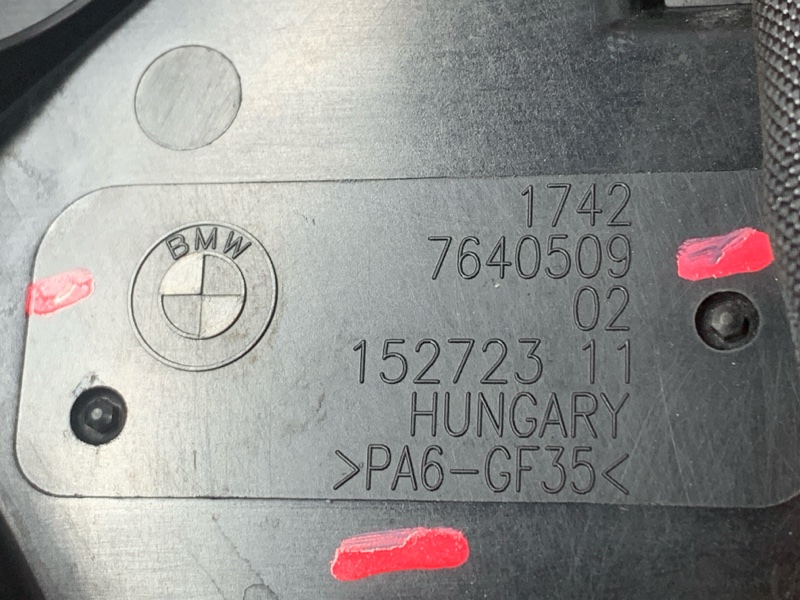 1742
BMW
7640509
02
152723 11
HUNGARY
>PA6-GF35<